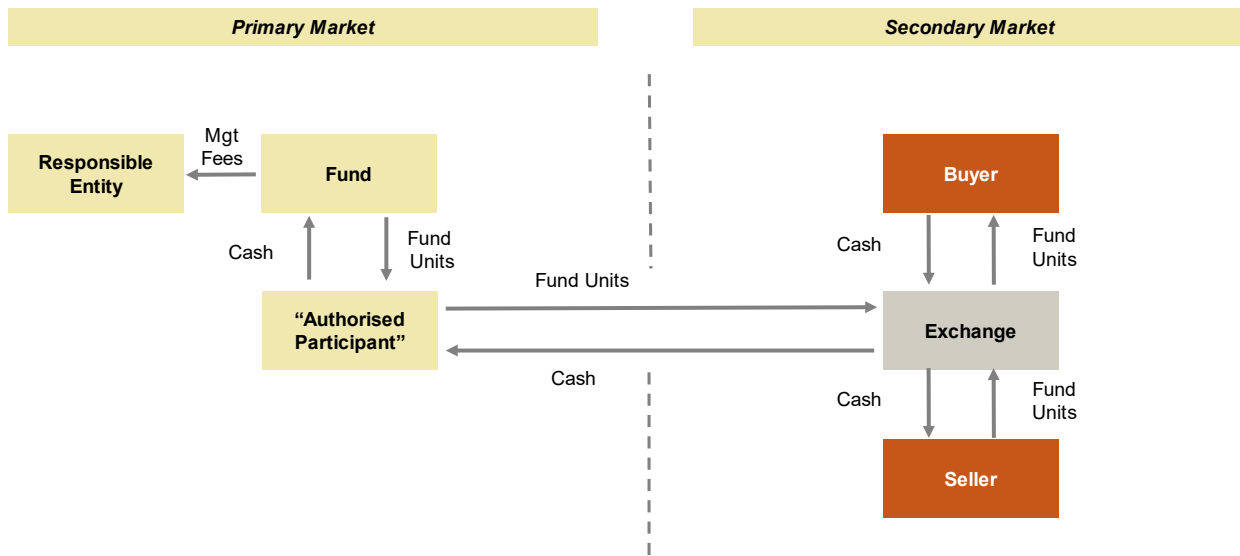 Primary Market
Secondary Market
Mgt
Fees
Responsible
Entity
Fund
Buyer
Cash
Fund
Units
Cash
Fund
Units
Fund Units
“Authorised
Participant”
Exchange
Cash
Cash
Fund
Units
Seller